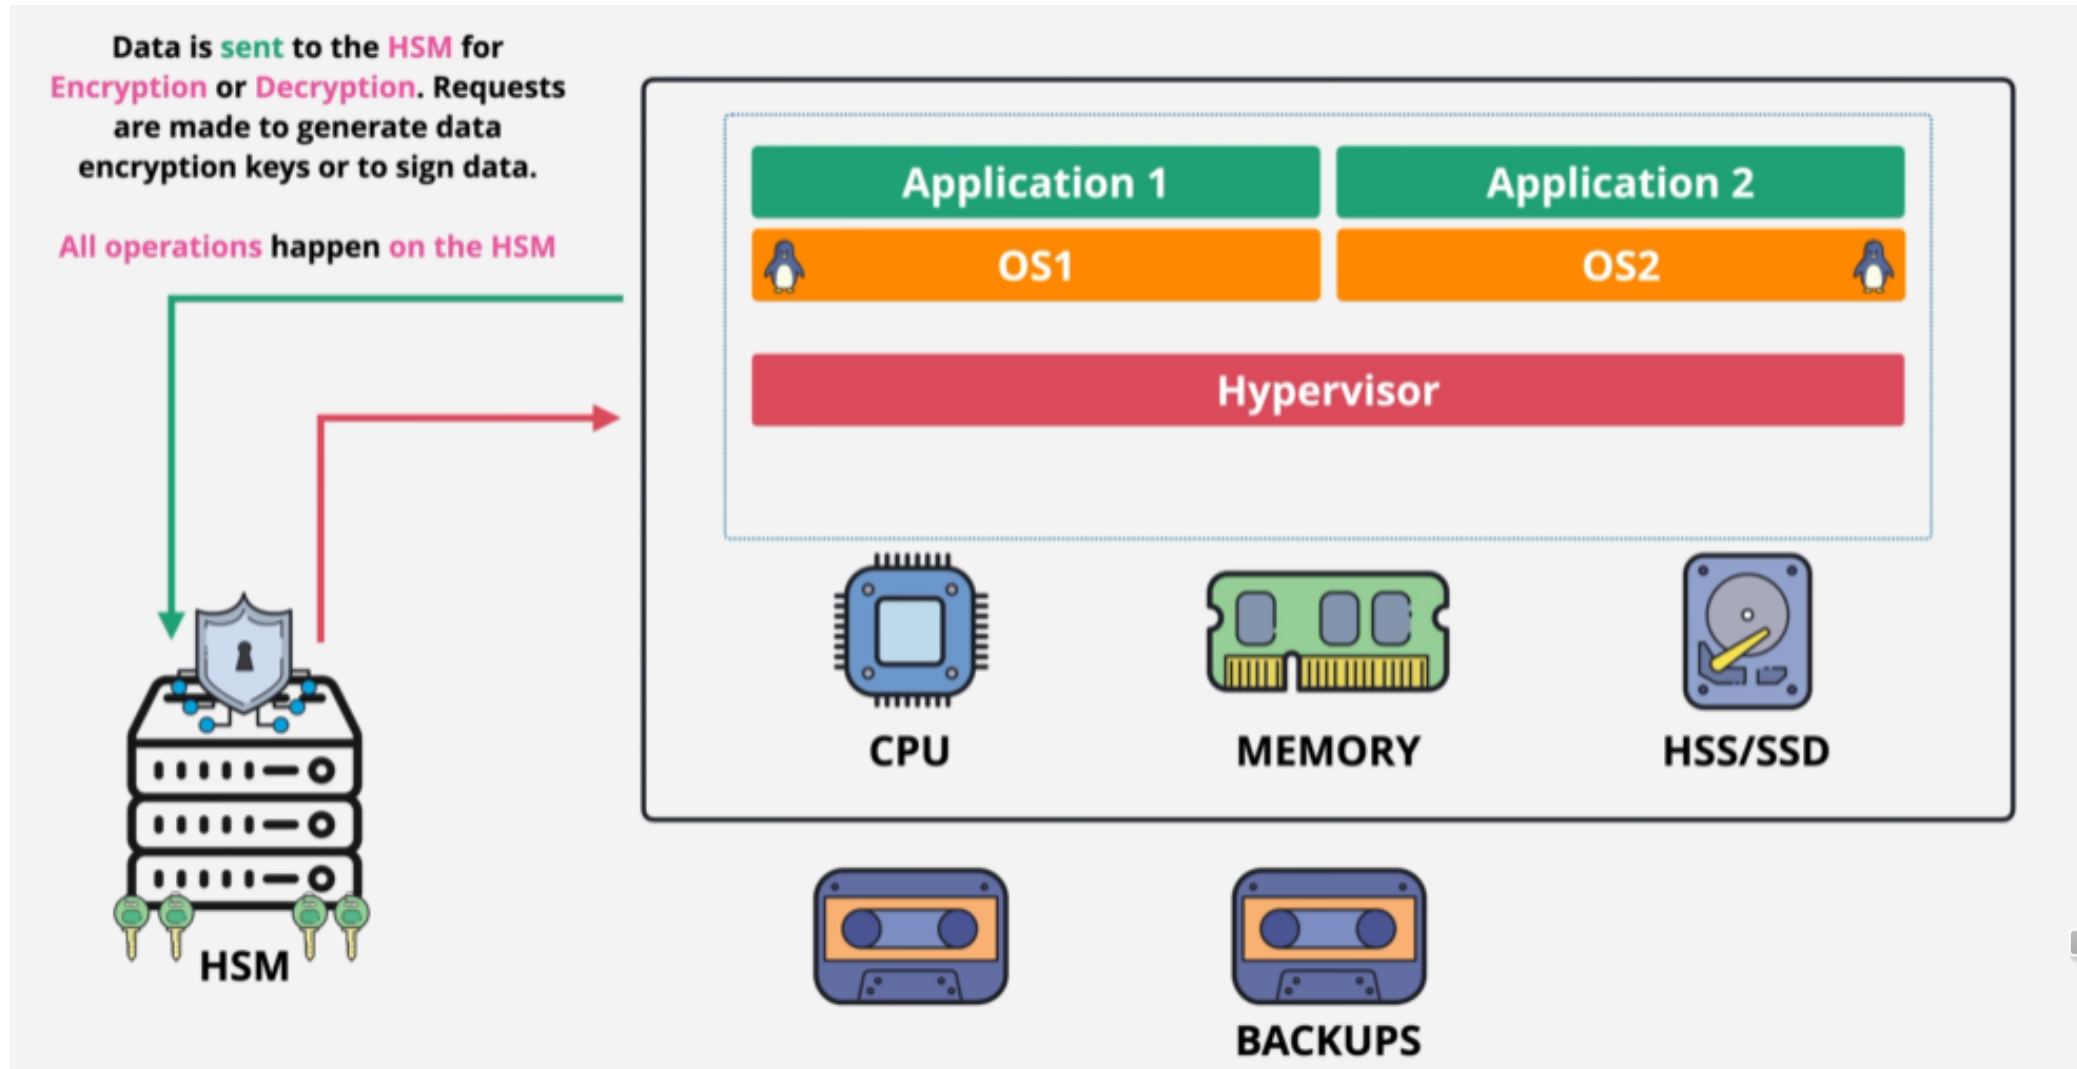 Data is sent to the HSM for
Encryption or Decryption. Requests
are made to generate data
encryption keys or to sign data.
All operations happen on the HSM
Application 1
Application 2
OS1
OS2
Hypervisor
CPU
MEMORY
HSS/SSD
HSM
BACKUPS